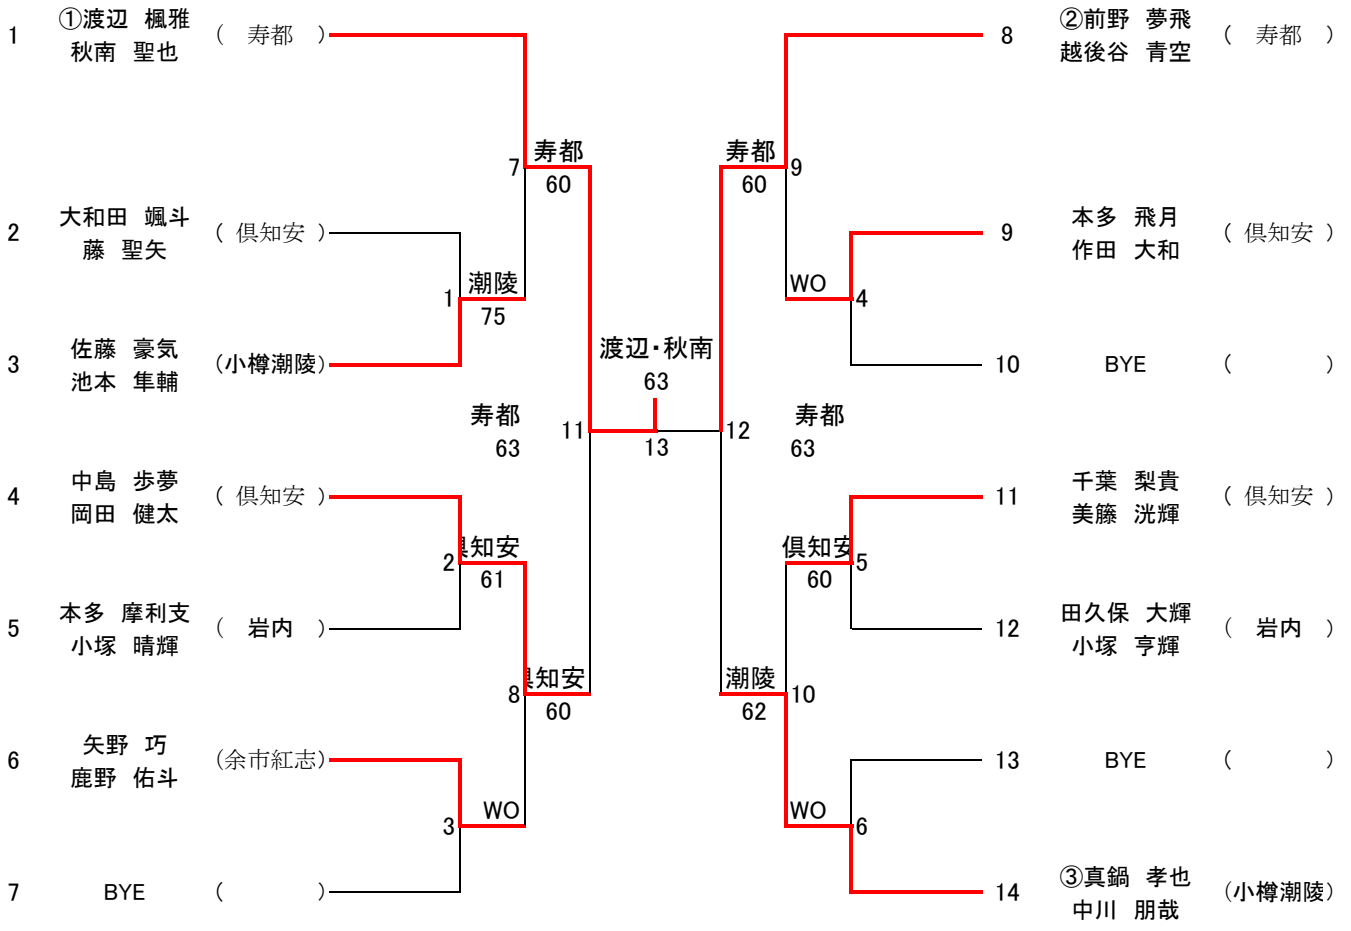 1 ①渡辺 楓雅 ( 寿都 )
秋南 聖也
2 大和田 颯斗 ( 倶知安 )
藤 聖矢
3 佐藤 豪気 (小樽潮陵)
池本 隼輔
4 中島 歩夢 ( 倶知安 )
岡田 健太
5 本多 摩利支 ( 岩内 )
小塚 晴輝
6 矢野 巧 (余市紅志)
鹿野 佑斗
7 BYE ( )
7 寿都
60
1 潮陵
75
2 倶知安
61
8 倶知安
60
3 WO
寿都 11
63
渡辺・秋南
63
13
12 寿都
63
寿都 9
60
WO 4
倶知安 5
60
潮陵 10
62
WO 6
8 ②前野 夢飛 ( 寿都 )
越後谷 青空
9 本多 飛月 ( 倶知安 )
作田 大和
10 BYE ( )
11 千葉 梨貴 ( 倶知安 )
美藤 洸輝
12 田久保 大輝 ( 岩内 )
小塚 亨輝
13 BYE ( )
14 ③真鍋 孝也 (小樽潮陵)
中川 朋哉